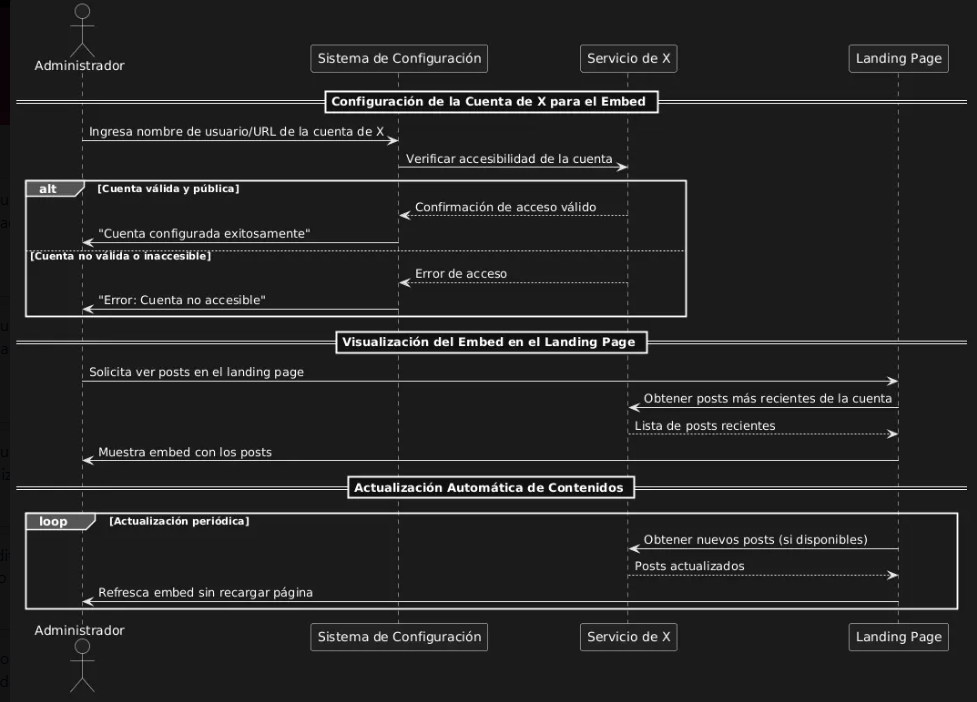 Administrador
Sistema de Configuración
Servicio de X
Landing Page
Configuración de la Cuenta de X para el Embed
Ingresa nombre de usuario/URL de la cuenta de X
Verificar accesibilidad de la cuenta
alt
[Cuenta válida y pública]
Confirmación de acceso válido
"Cuenta configurada exitosamente"
[Cuenta no válida o inaccesible]
Error de acceso
"Error: Cuenta no accesible"
Visualización del Embed en el Landing Page
Solicita ver posts en el landing page
Obtener posts más recientes de la cuenta
Lista de posts recientes
Muestra embed con los posts
Actualización Automática de Contenidos
loop
[Actualización periódica]
Obtener nuevos posts (si disponibles)
Posts actualizados
Refresca embed sin recargar página
Administrador
Sistema de Configuración
Servicio de X
Landing Page